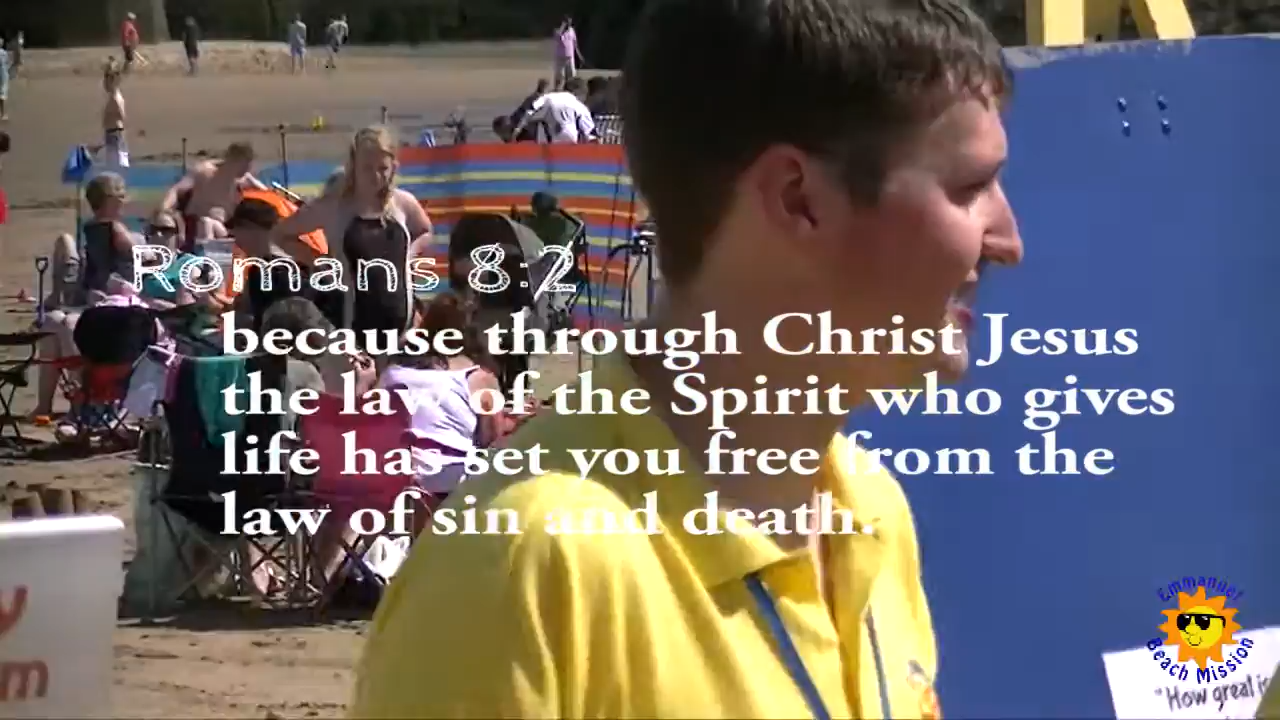 Romans 8:2
because through Christ Jesus
the law of the Spirit who gives
life has set you free from the
law of sin and death.
Emmanuel
Beach Mission
"How great is